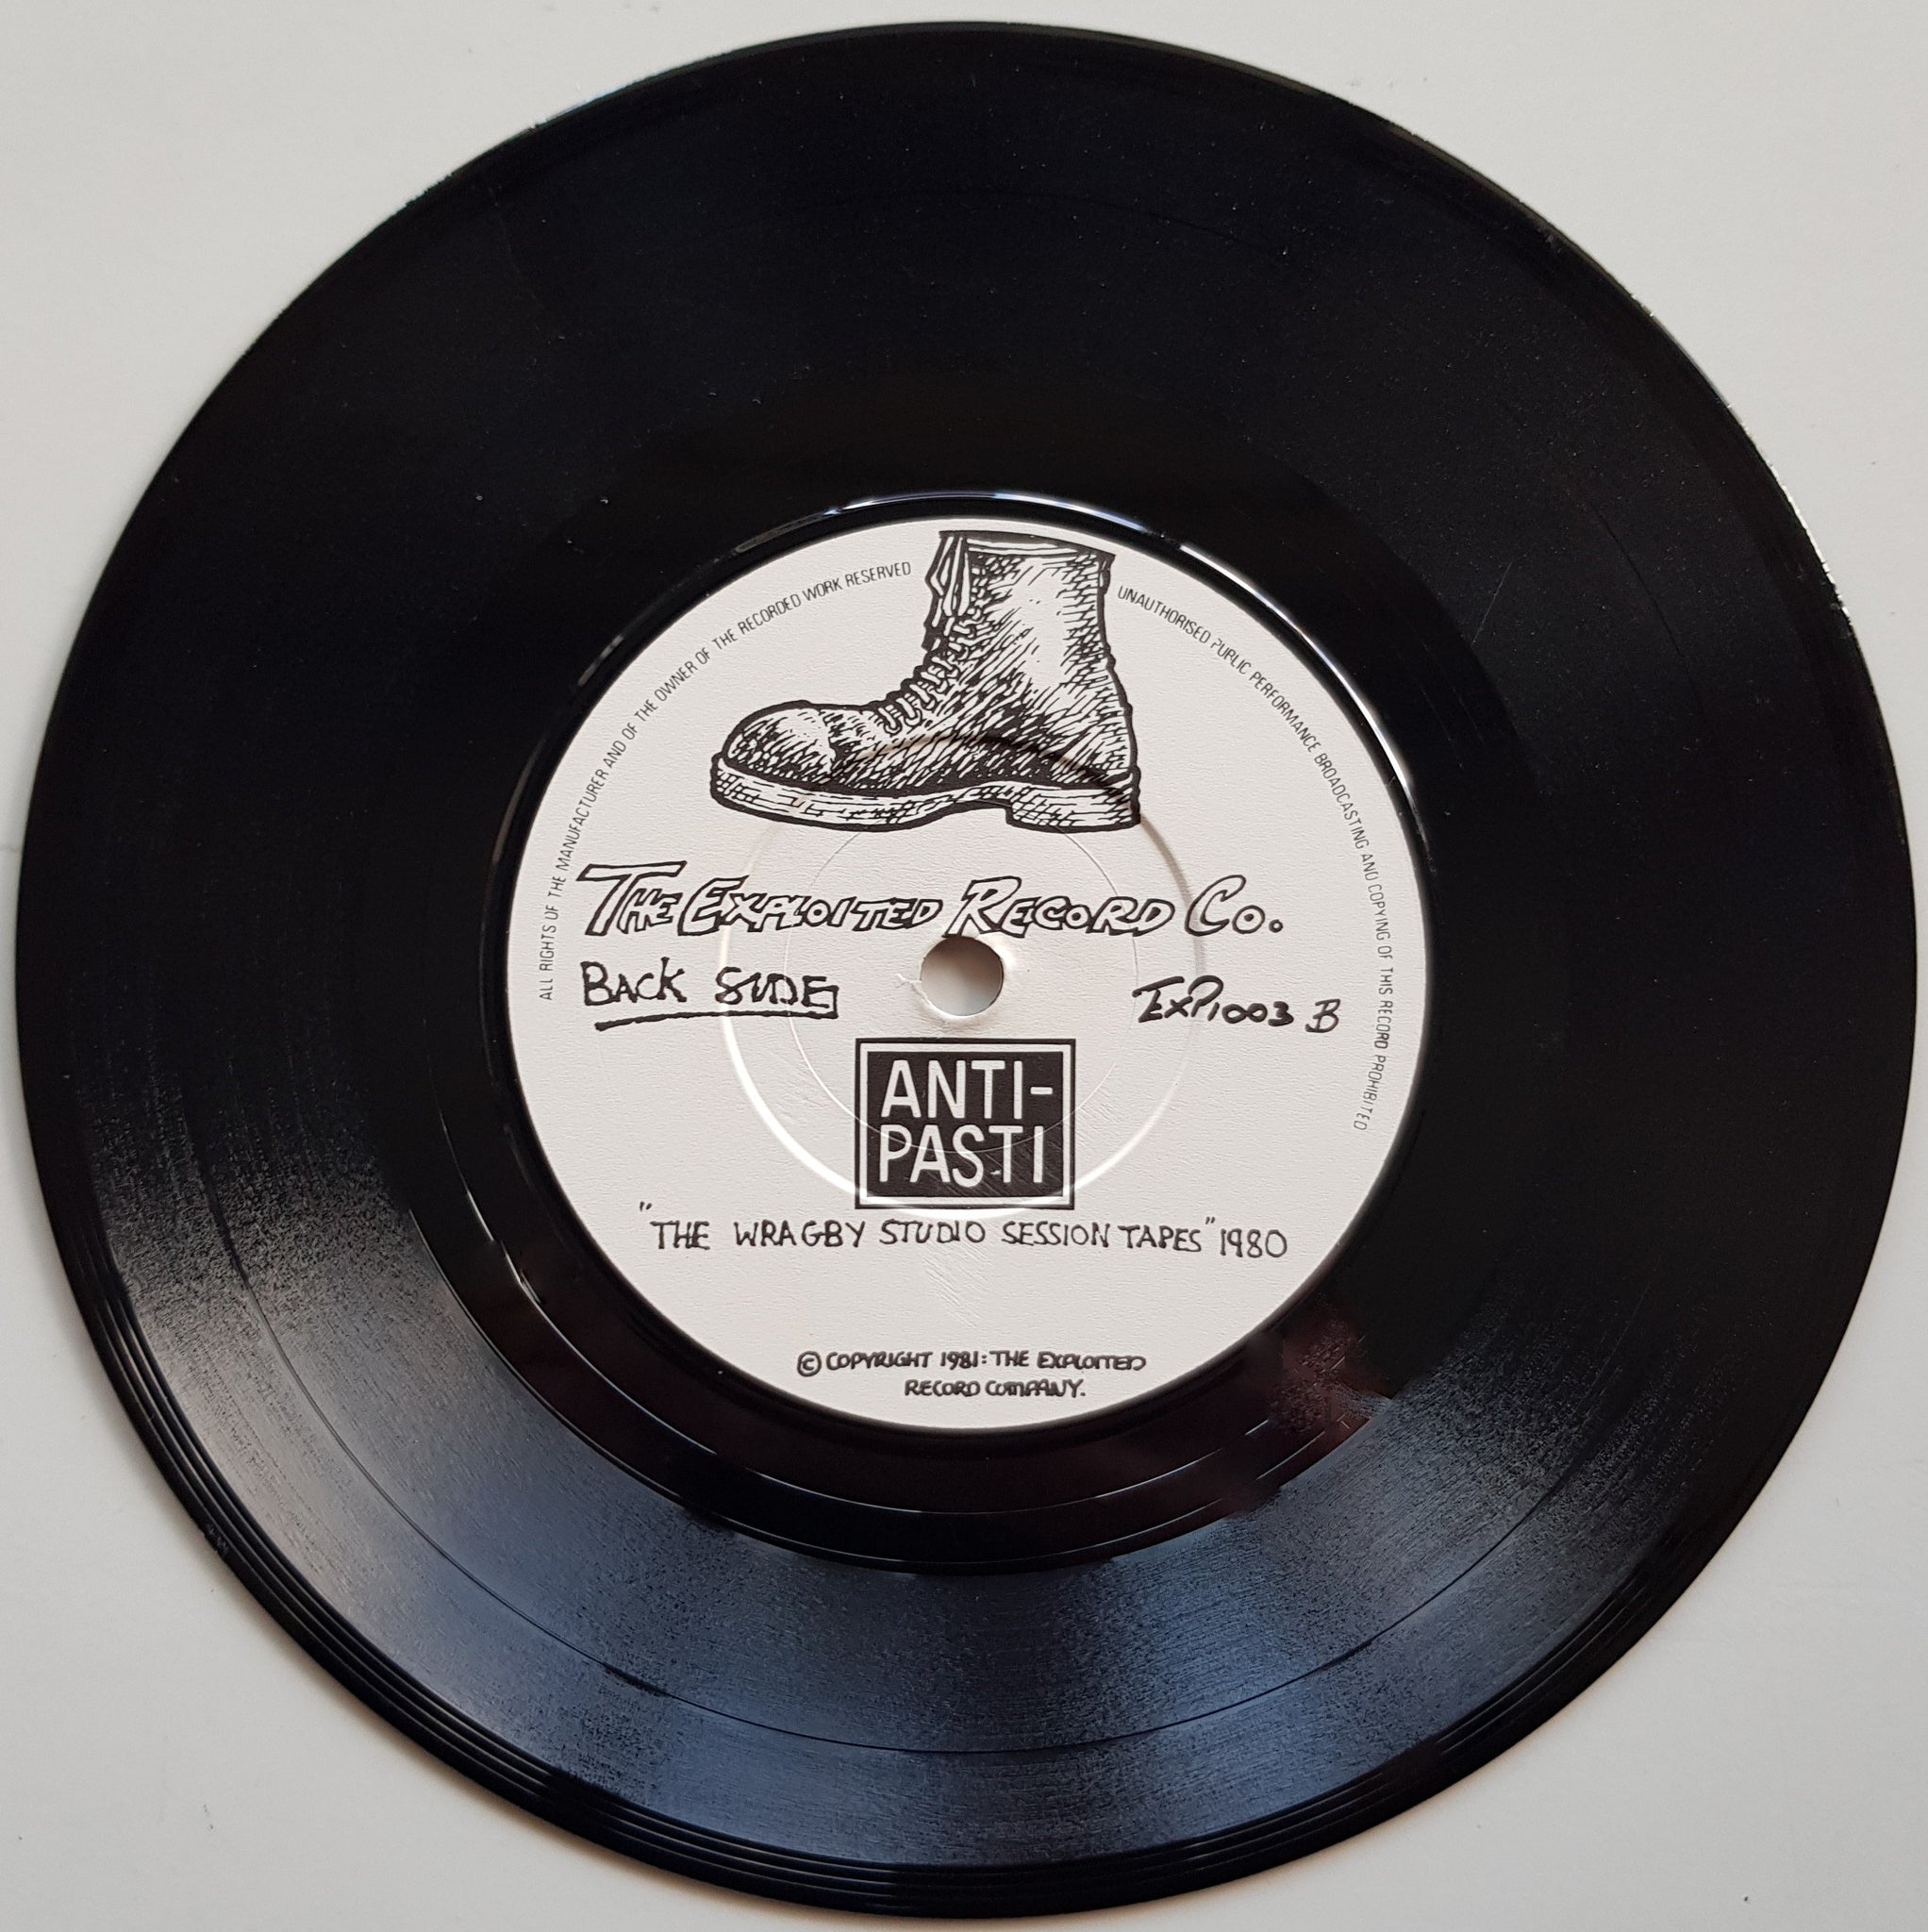 ALL RIGHTS OF THE MANUFACTURER AND OF THE OWNER OF THE RECORDED WORK RESERVED
UNAUTHORISED PUBLIC PERFORMANCE BROADCASTING AND COPYING OF THIS RECORD PROHIBITED
THE EXPLOITED RECORD CO.
BACK SIDE
EXP1003 B
ANTI-
PASTI
"THE WRAGBY STUDIO SESSION TAPES" 1980
© COPYRIGHT 1981: THE EXPLOITED
RECORD COMPANY.